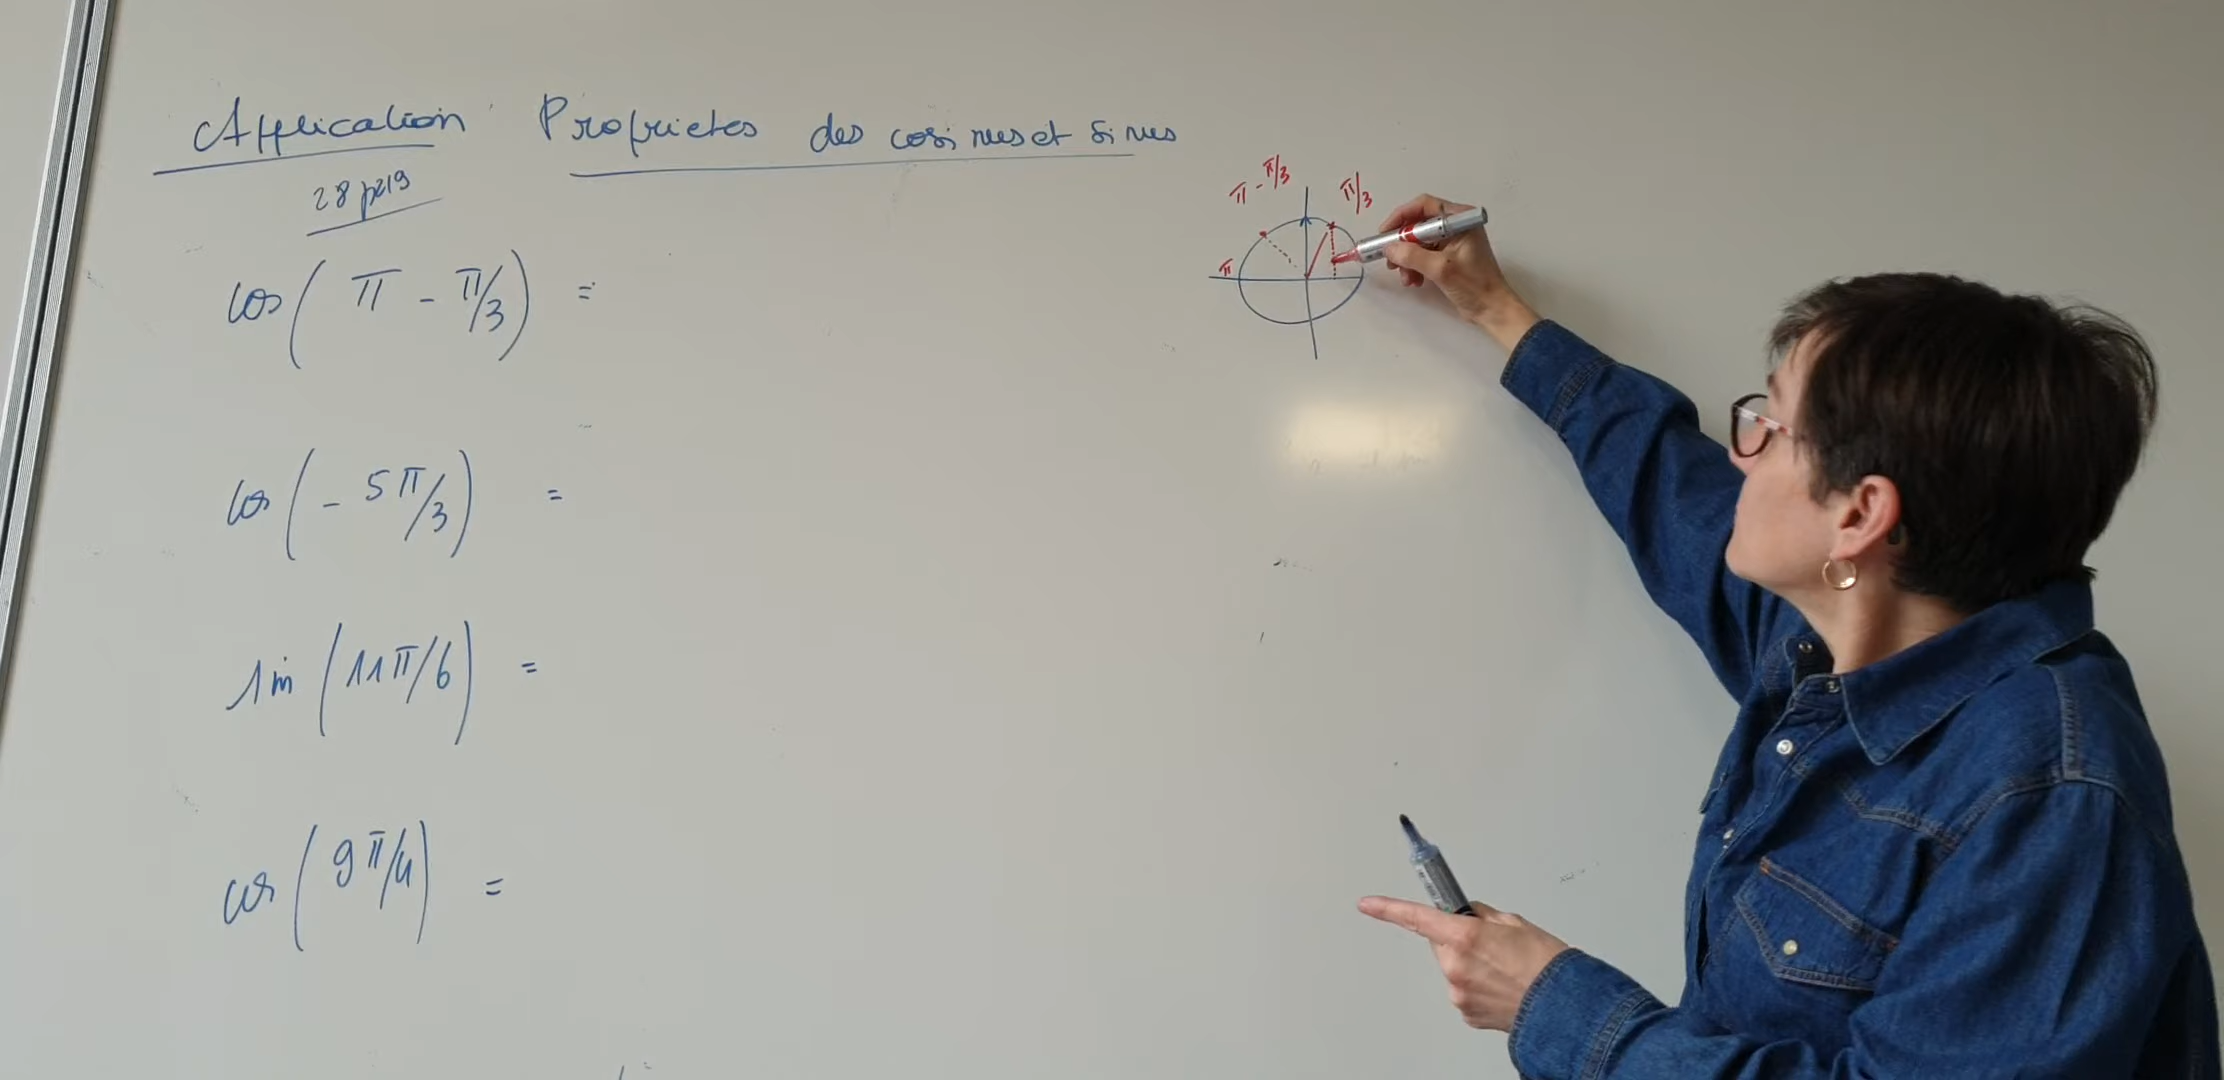 Application Proprietes des cosinus et sinus
28 p219
π - π/3
π/3
π
cos ( π - π/3 ) =
cos ( - 5π/3 ) =
sin ( 11π/6 ) =
cos ( 9π/4 ) =